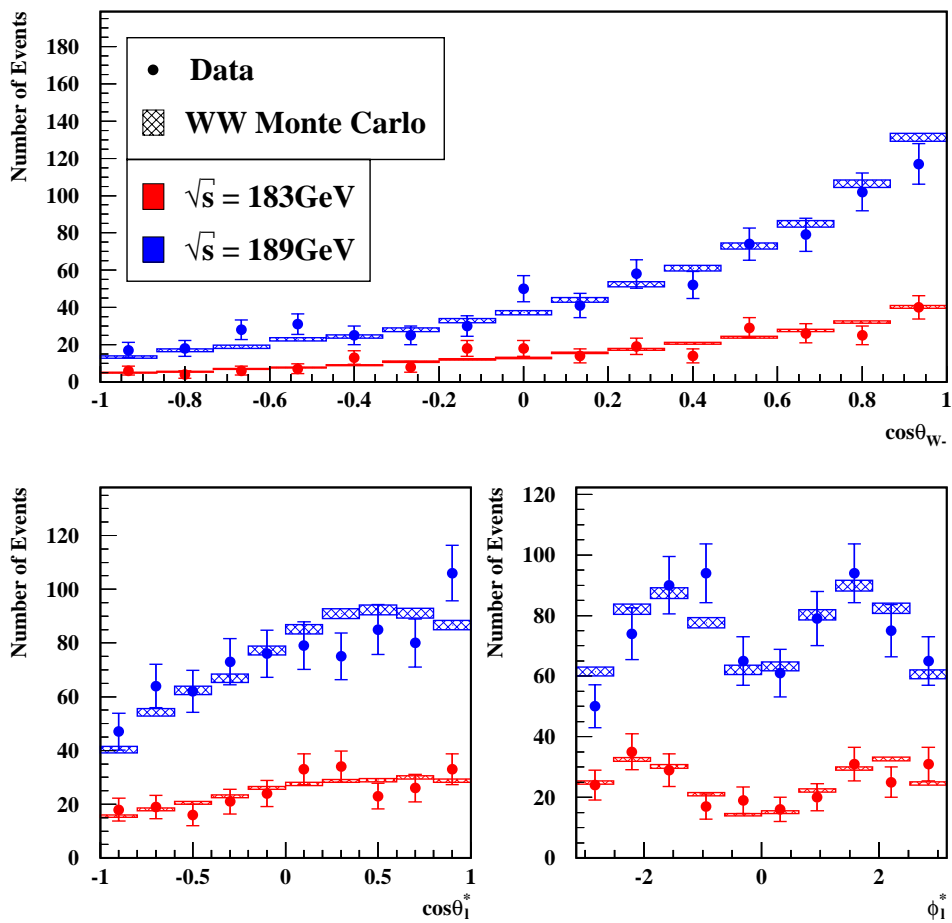 Number of Events
180
160
140
120
100
80
60
40
20
0
Data
WW Monte Carlo
√s = 183GeV
√s = 189GeV
-1 -0.8 -0.6 -0.4 -0.2 0 0.2 0.4 0.6 0.8 1
cosθW-
Number of Events
120
100
80
60
40
20
0
-1 -0.5 0 0.5 1
cosθl*
Number of Events
120
100
80
60
40
20
0
-2 0 2
ϕl*